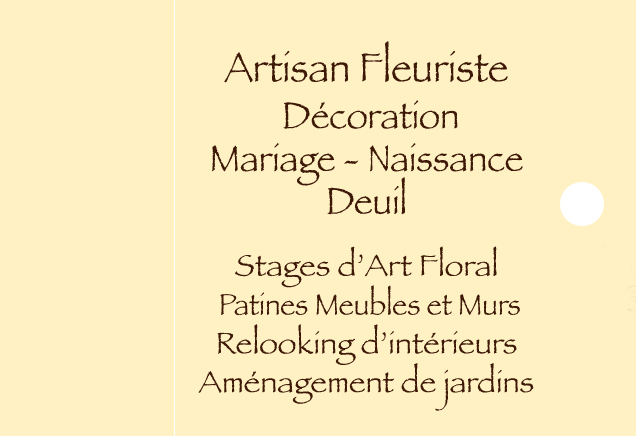 Artisan Fleuriste
Décoration
Mariage - Naissance
Deuil
Stages d'Art Floral
Patines Meubles et Murs
Relooking d'intérieurs
Aménagement de jardins